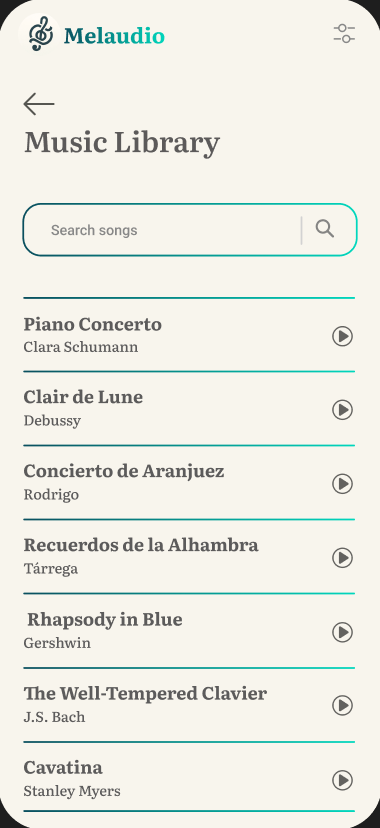 Melaudio
Music Library
Search songs
Piano Concerto
Clara Schumann
Clair de Lune
Debussy
Concierto de Aranjuez
Rodrigo
Recuerdos de la Alhambra
Tárrega
Rhapsody in Blue
Gershwin
The Well-Tempered Clavier
J.S. Bach
Cavatina
Stanley Myers